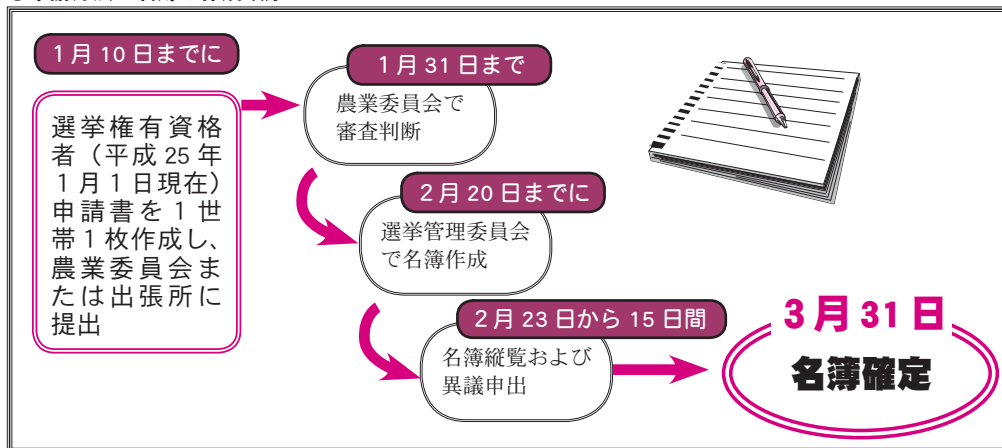 1月10日までに
選挙権有資格
者（平成25年
1月1日現在）
申請書を1世
帯1枚作成し、
農業委員会ま
たは出張所に
提出
1月31日まで
農業委員会で
審査判断
2月20日までに
選挙管理委員会
で名簿作成
2月23日から15日間
名簿縦覧および
異議申出
3月31日
名簿確定